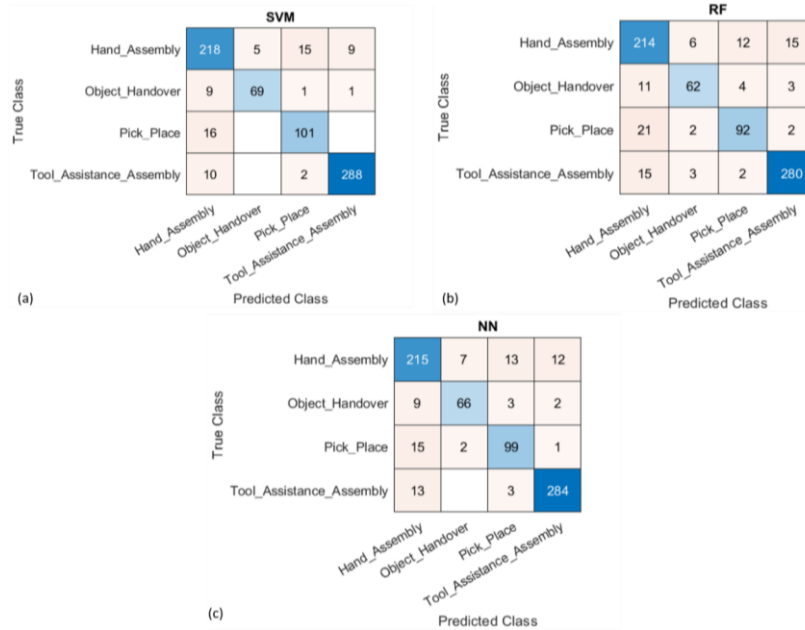 SVM
True Class
Hand_Assembly 218 5 15 9
Object_Handover 9 69 1 1
Pick_Place 16 101
Tool_Assistance_Assembly 10 2 288
Hand_Assembly
Object_Handover
Pick_Place
Tool_Assistance_Assembly
(a)
Predicted Class
RF
True Class
Hand_Assembly 214 6 12 15
Object_Handover 11 62 4 3
Pick_Place 21 2 92 2
Tool_Assistance_Assembly 15 3 2 280
Hand_Assembly
Object_Handover
Pick_Place
Tool_Assistance_Assembly
(b)
Predicted Class
NN
True Class
Hand_Assembly 215 7 13 12
Object_Handover 9 66 3 2
Pick_Place 15 2 99 1
Tool_Assistance_Assembly 13 3 284
Hand_Assembly
Object_Handover
Pick_Place
Tool_Assistance_Assembly
(c)
Predicted Class